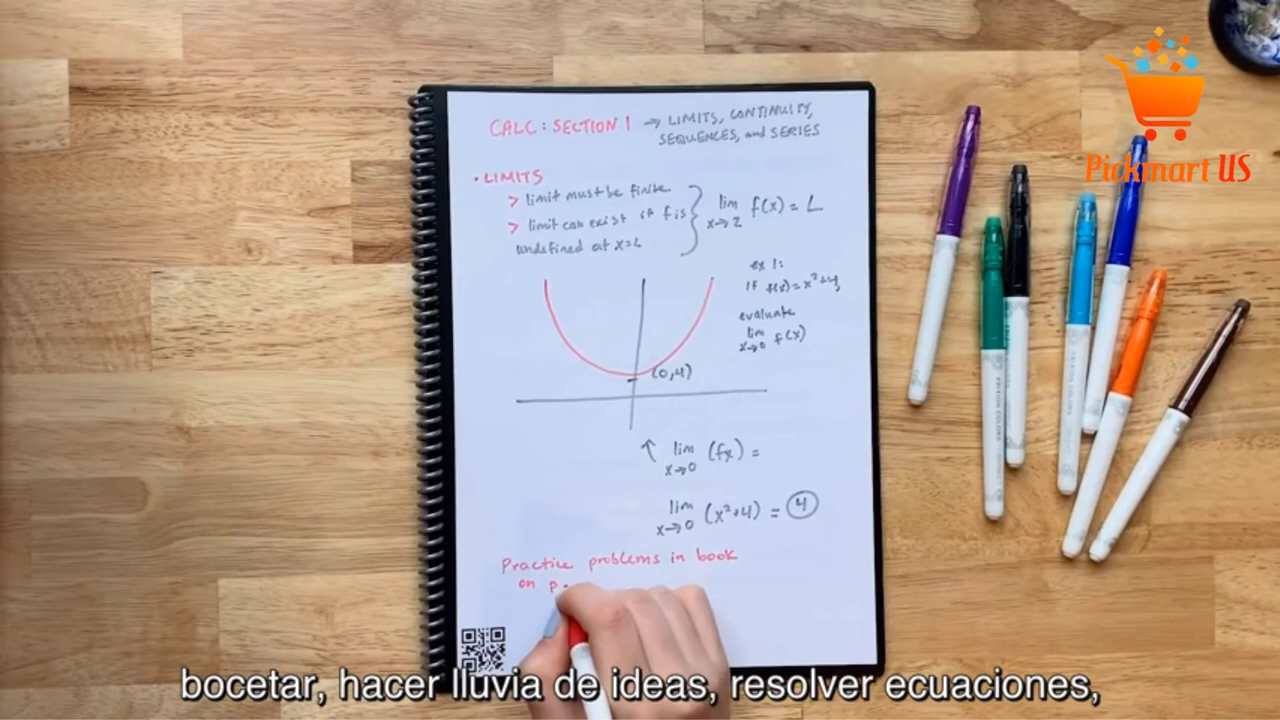 CALC: SECTION 1 → LIMITS, CONTINUITY,
SEQUENCES, and SERIES
• LIMITS
> limit must be finite
> limit can exist if f is
undefined at x=2
lim f(x) = L
x→2
ex 1:
if f(x) = x²+4,
evaluate
lim f(x)
x→0
(0,4)
↑ lim (fx) =
x→0
lim (x²+4) = 4
x→0
Practice problems in book
on p.
Pickmart US
FRIXION COLORS
bocetar, hacer lluvia de ideas, resolver ecuaciones,